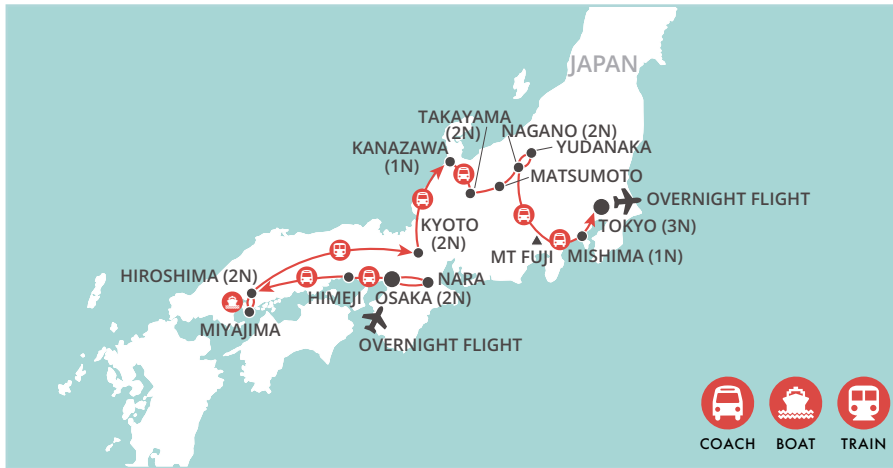 JAPAN
TAKAYAMA
(2N)
NAGANO (2N)
KANAZAWA
(1N)
YUDANAKA
MATSUMOTO
OVERNIGHT FLIGHT
TOKYO (3N)
KYOTO
(2N)
MT FUJI
MISHIMA (1N)
HIROSHIMA (2N)
NARA
HIMEJI
OSAKA (2N)
MIYAJIMA
OVERNIGHT FLIGHT
COACH
BOAT
TRAIN